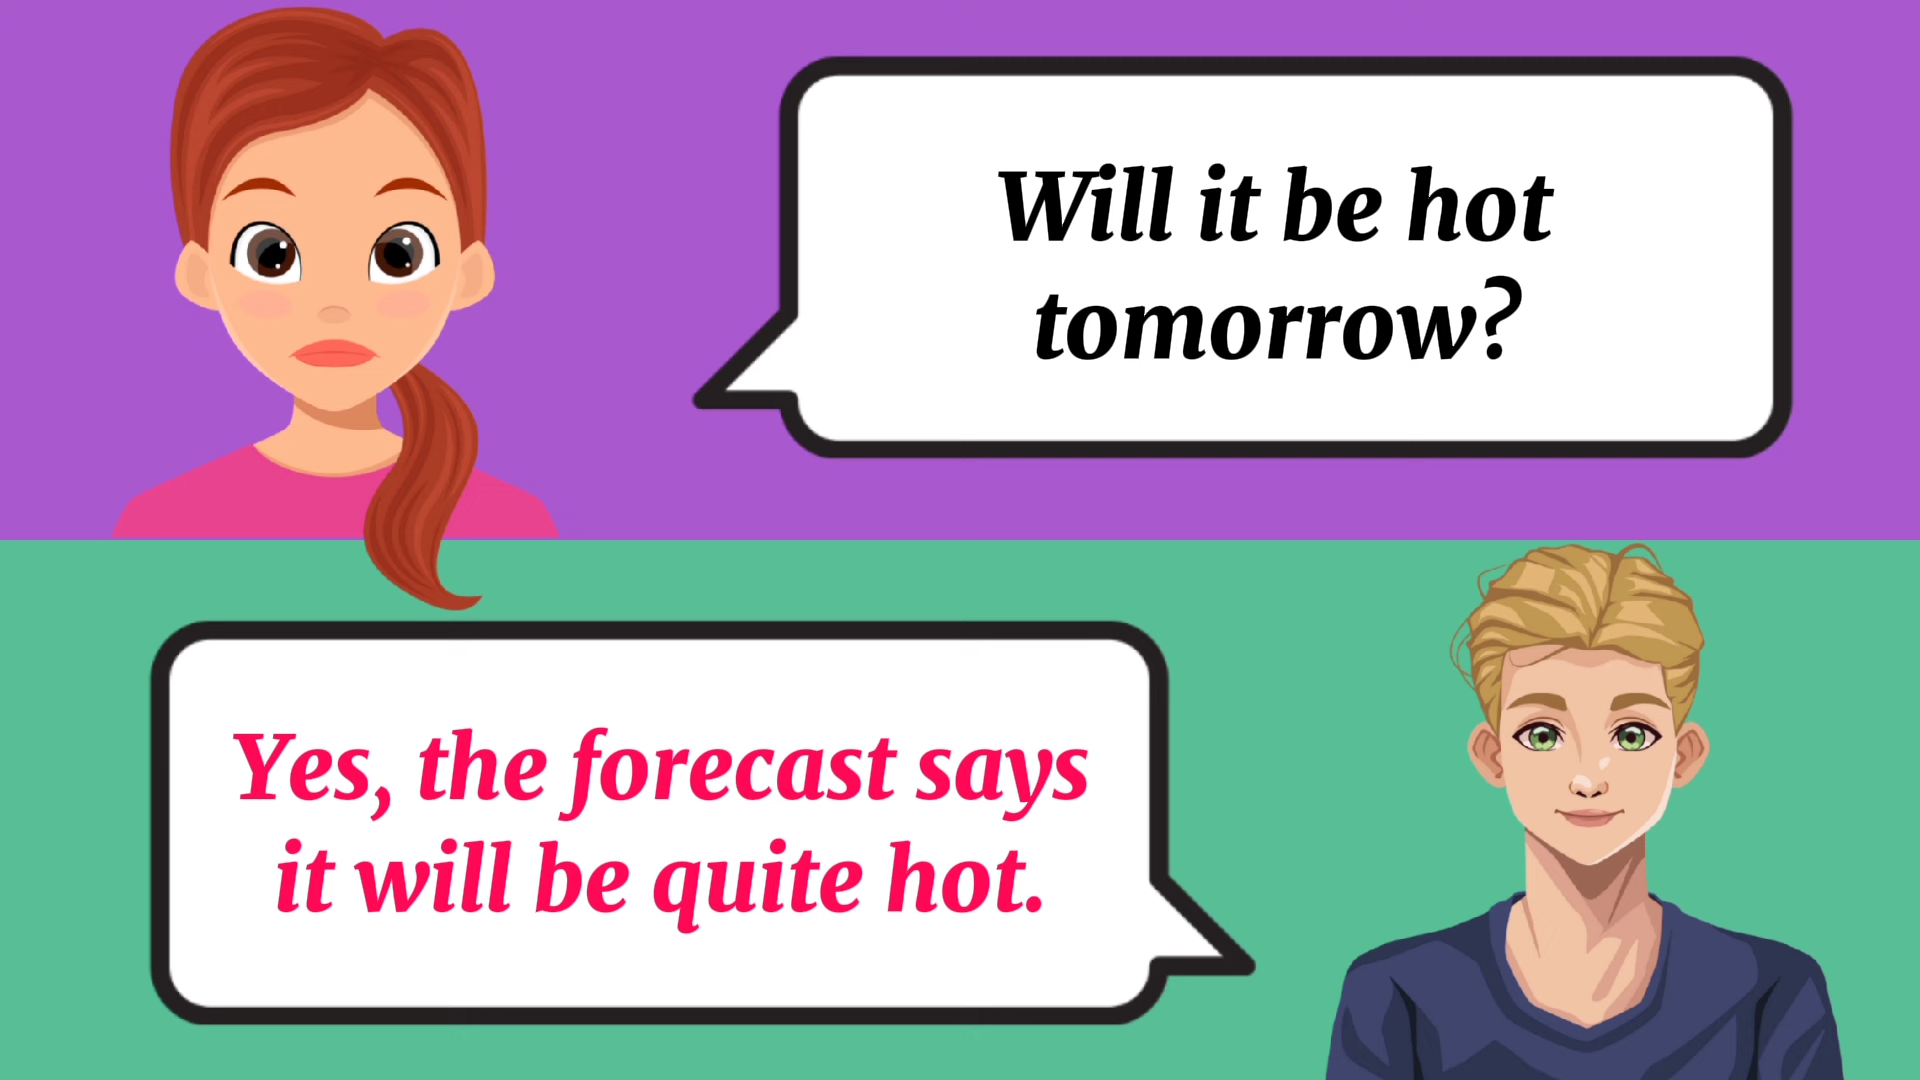 Will it be hot
tomorrow?
Yes, the forecast says
it will be quite hot.